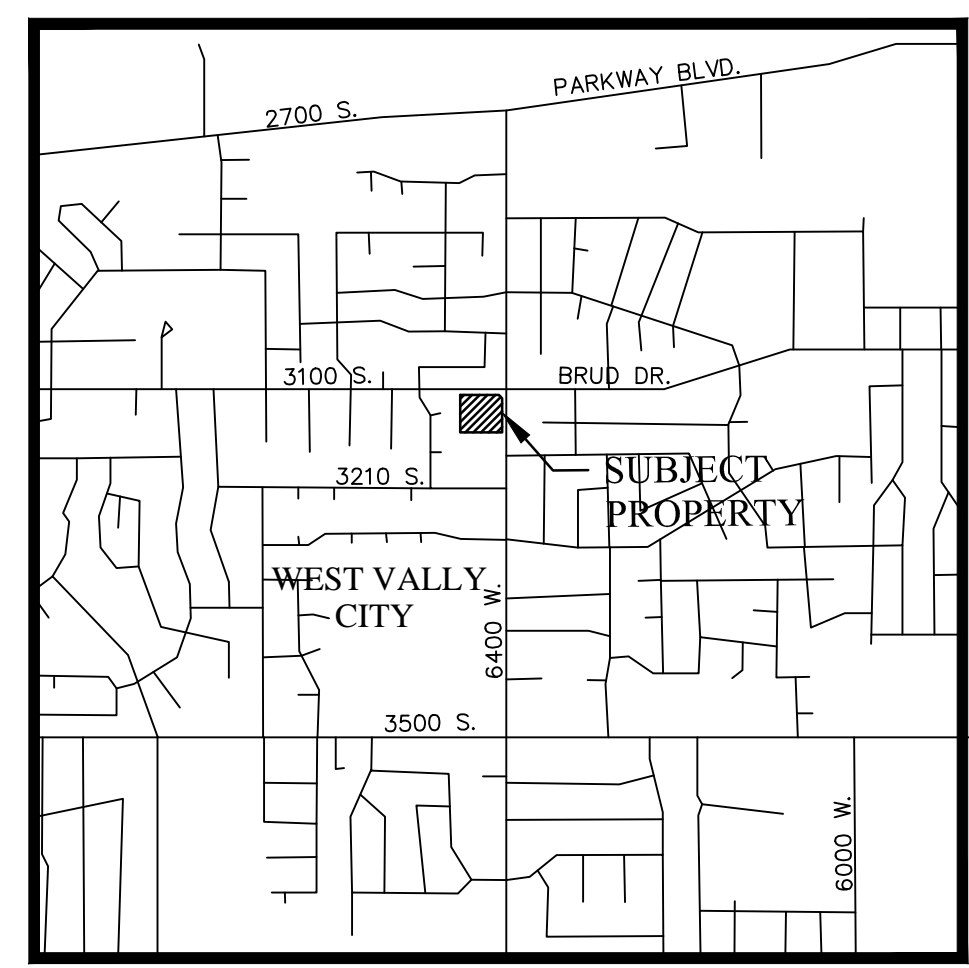 PARKWAY BLVD.
2700 S.
3100 S.
BRUD DR.
3210 S.
SUBJECT
PROPERTY
WEST VALLY
CITY
6400 W.
3500 S.
6000 W.